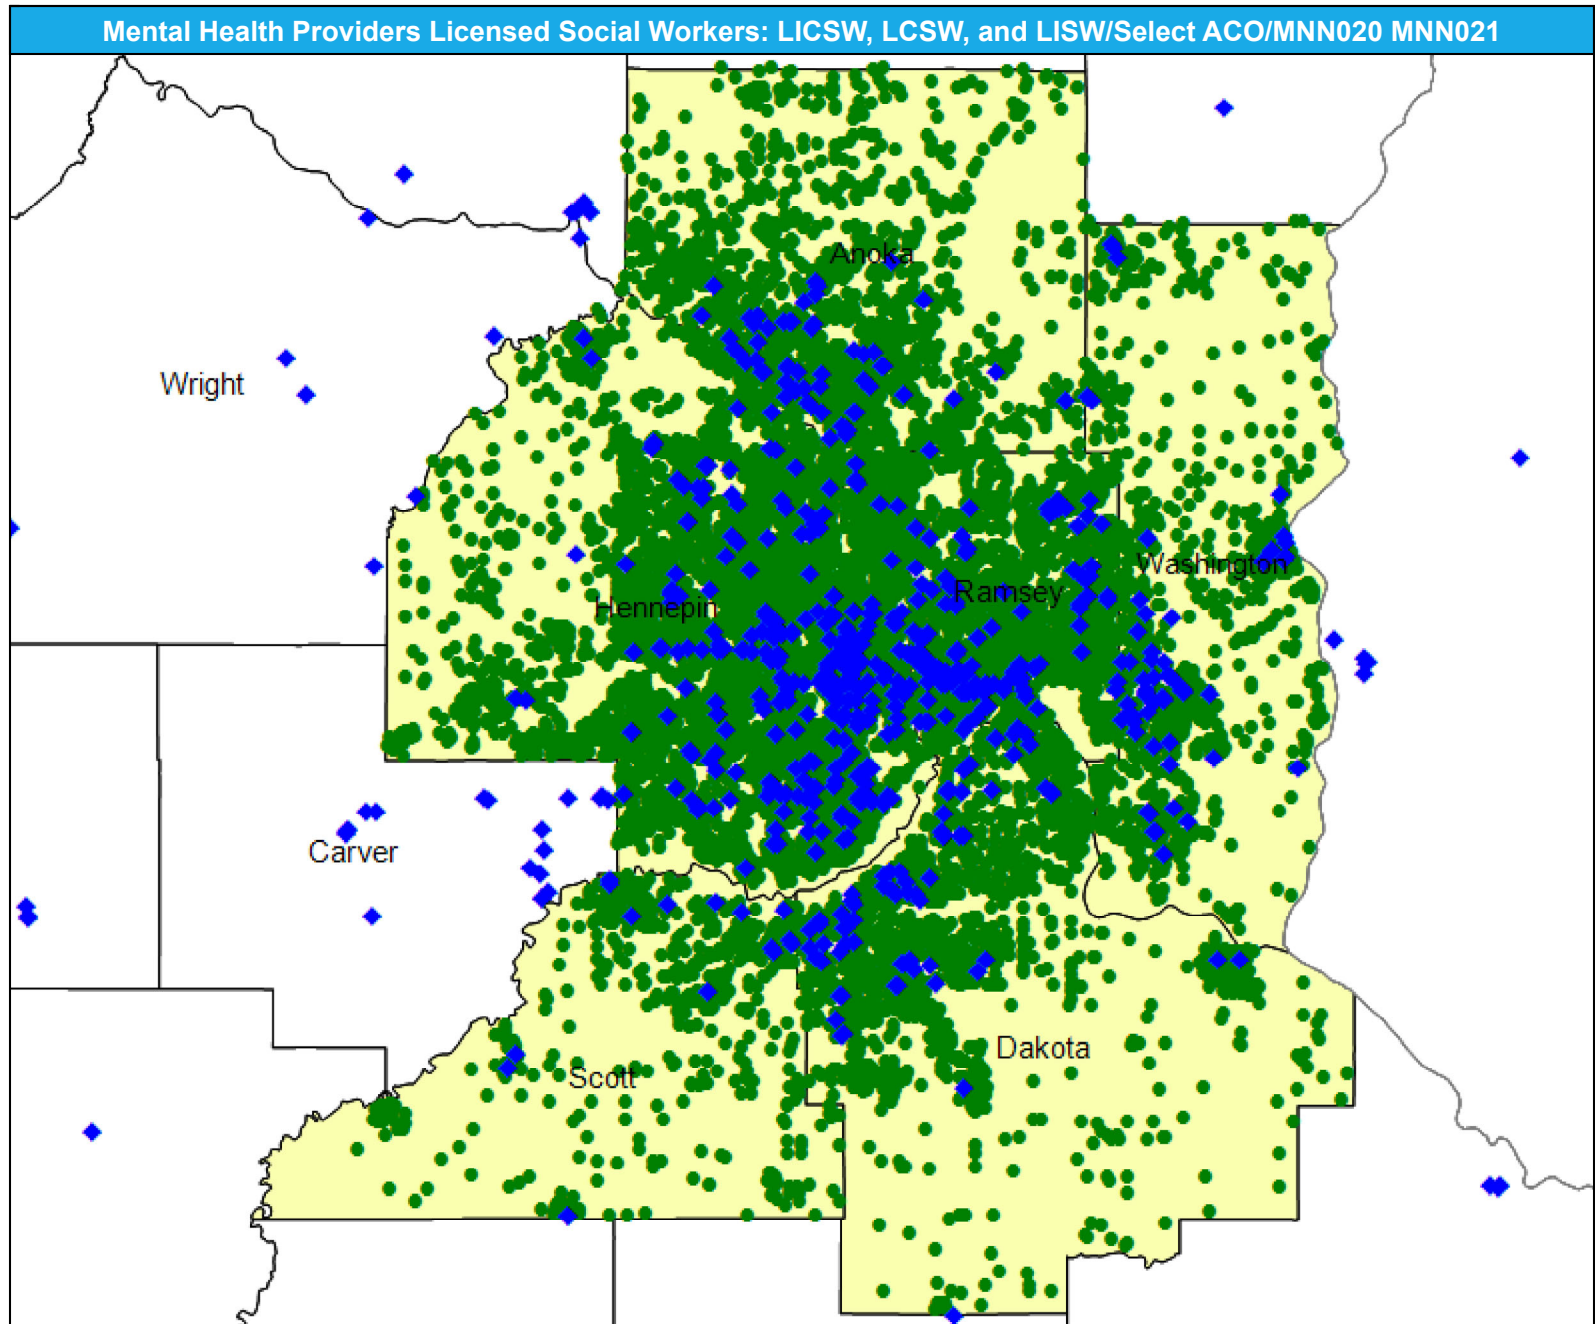 Mental Health Providers Licensed Social Workers: LICSW, LCSW, and LISW/Select ACO/MNN020 MNN021
Anoka
Wright
Washington
Ramsey
Hennepin
Carver
Dakota
Scott